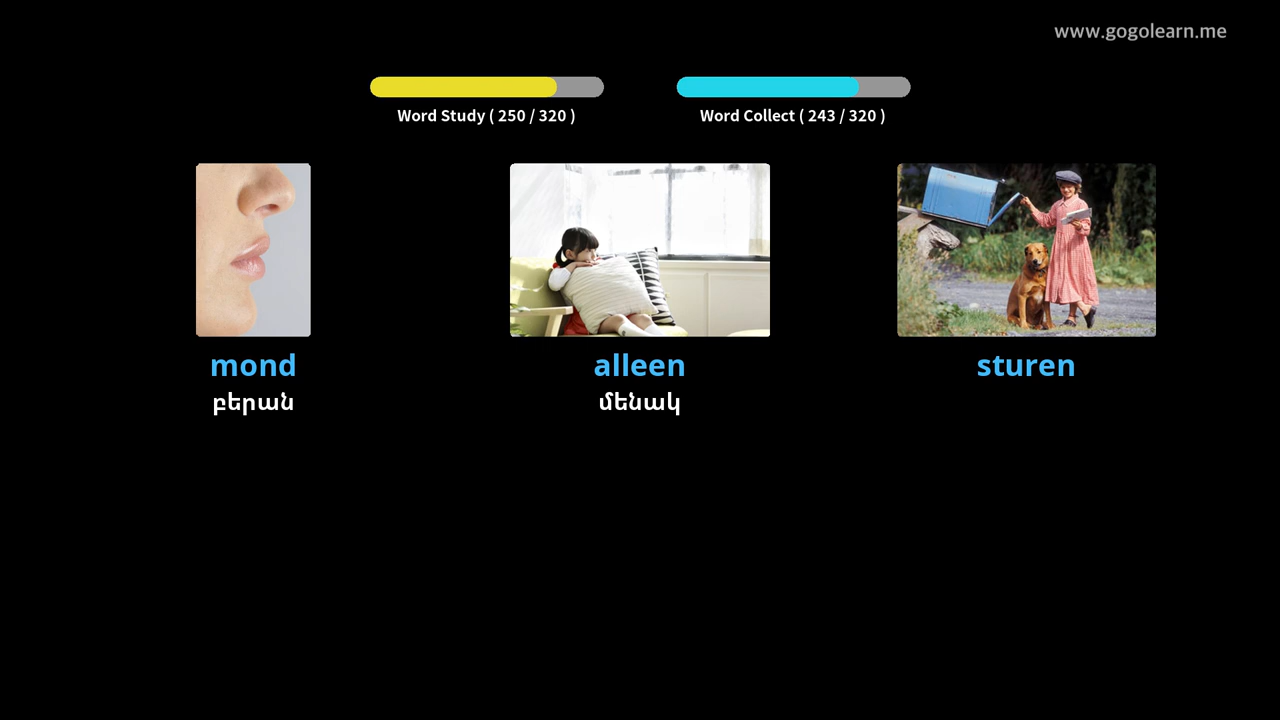 www.gogolearn.me
Word Study ( 250 / 320 )
Word Collect ( 243 / 320 )
mond
alleen
sturen
բերան
մենակ